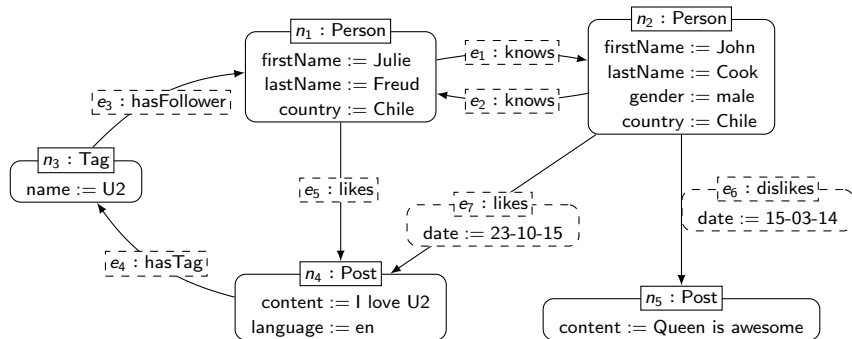 n₁ : Person
firstName := Julie
lastName := Freud
country := Chile
e₁ : knows
e₂ : knows
n₂ : Person
firstName := John
lastName := Cook
gender := male
country := Chile
e₃ : hasFollower
n₃ : Tag
name := U2
e₅ : likes
e₇ : likes
date := 23-10-15
e₆ : dislikes
date := 15-03-14
e₄ : hasTag
n₄ : Post
content := I love U2
language := en
n₅ : Post
content := Queen is awesome